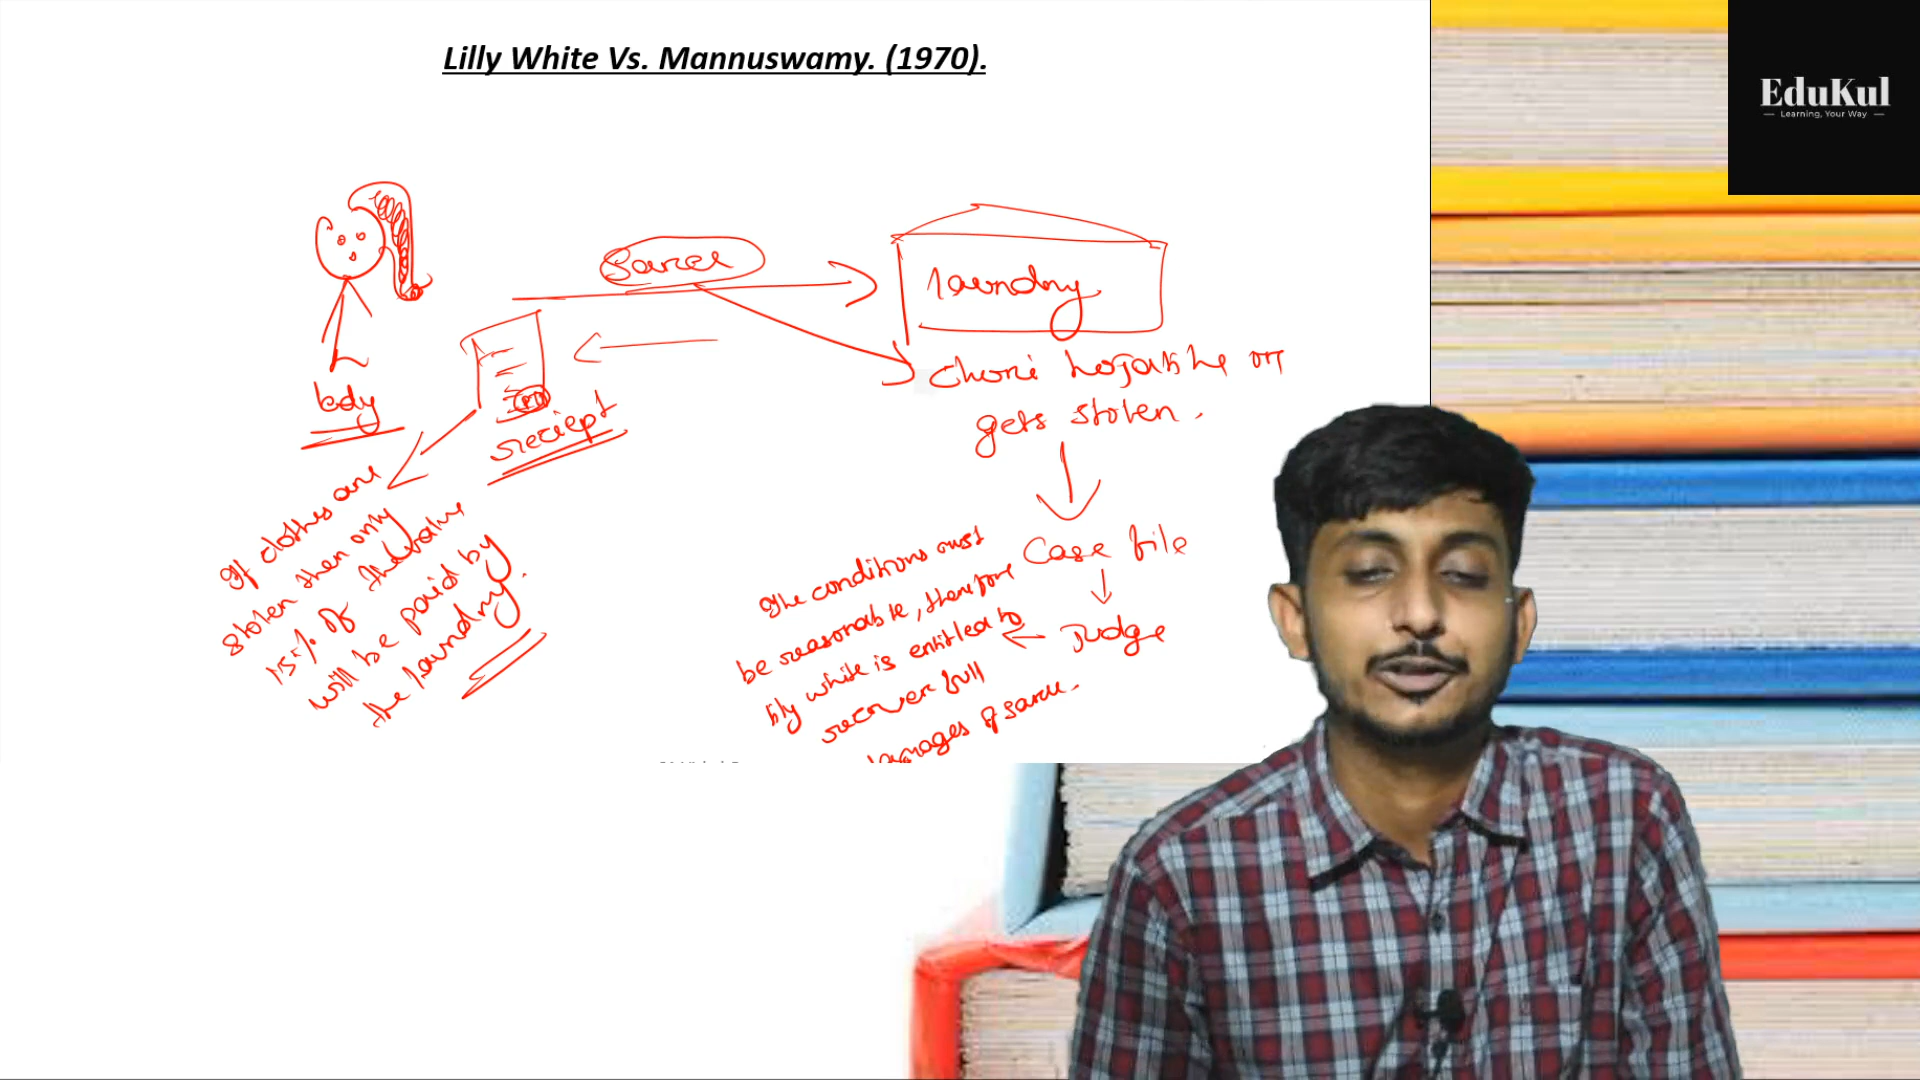 Lilly White Vs. Mannuswamy. (1970).
EduKul
— Learning, Your Way —
Saree
laundry
lady
reciept
chori hojati he or
gets stolen.
Case file
Judge
If clothes are
stolen then only
15% of the value
will be paid by
the laundry.
The conditions must
be reasonable, therefore
lily white is entitled to
recover full
damages of saree.